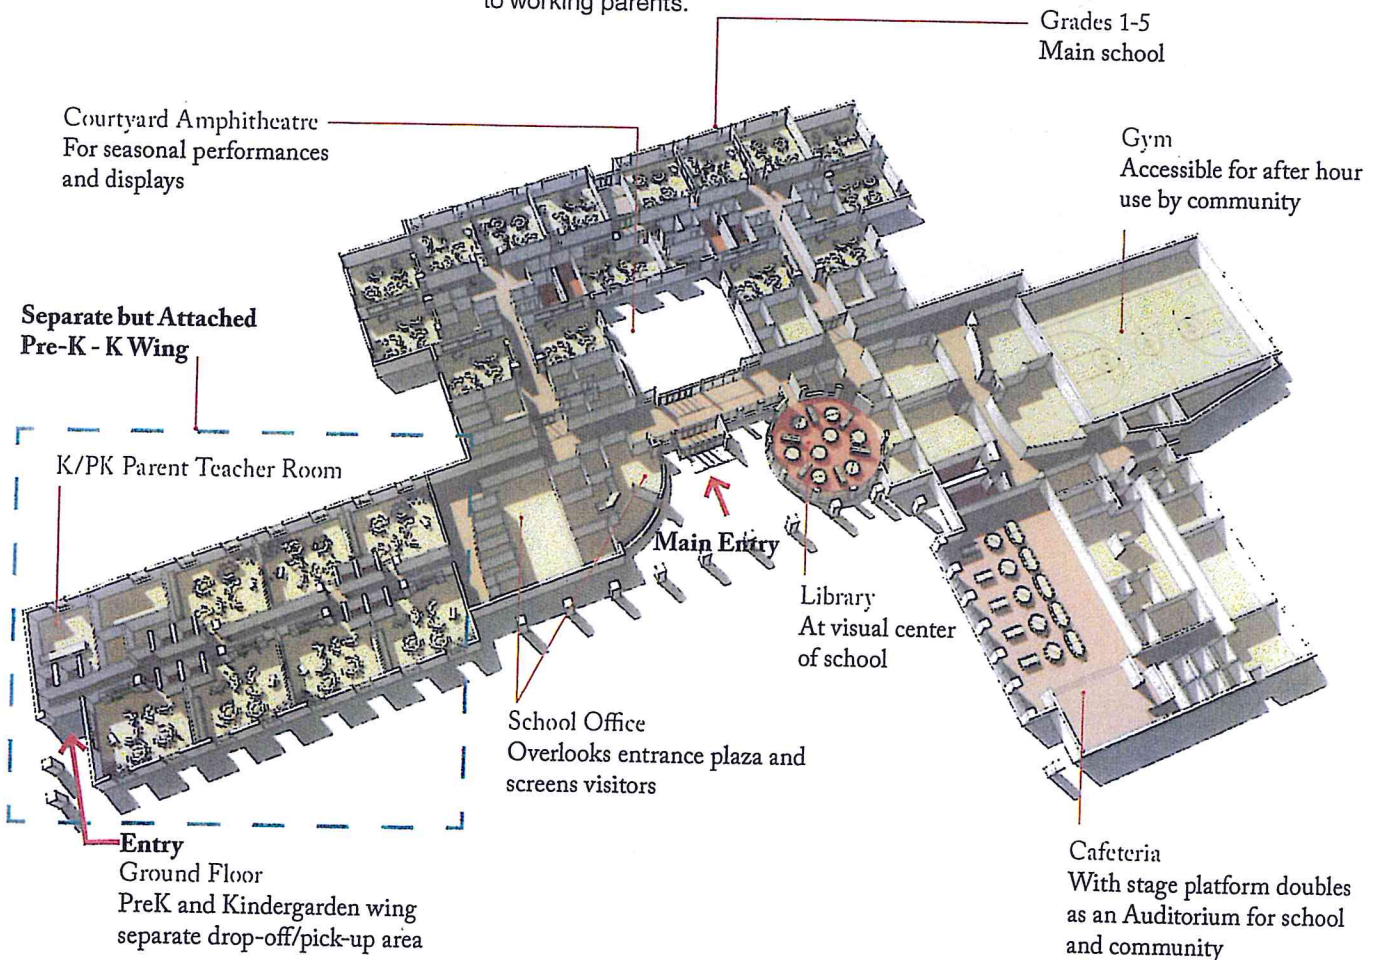 to working parents.
Grades 1-5
Main school
Courtyard Amphitheatre
For seasonal performances
and displays
Gym
Accessible for after hour
use by community
Separate but Attached
Pre-K - K Wing
K/PK Parent Teacher Room
Main Entry
Library
At visual center
of school
School Office
Overlooks entrance plaza and
screens visitors
Entry
Ground Floor
PreK and Kindergarden wing
separate drop-off/pick-up area
Cafeteria
With stage platform doubles
as an Auditorium for school
and community